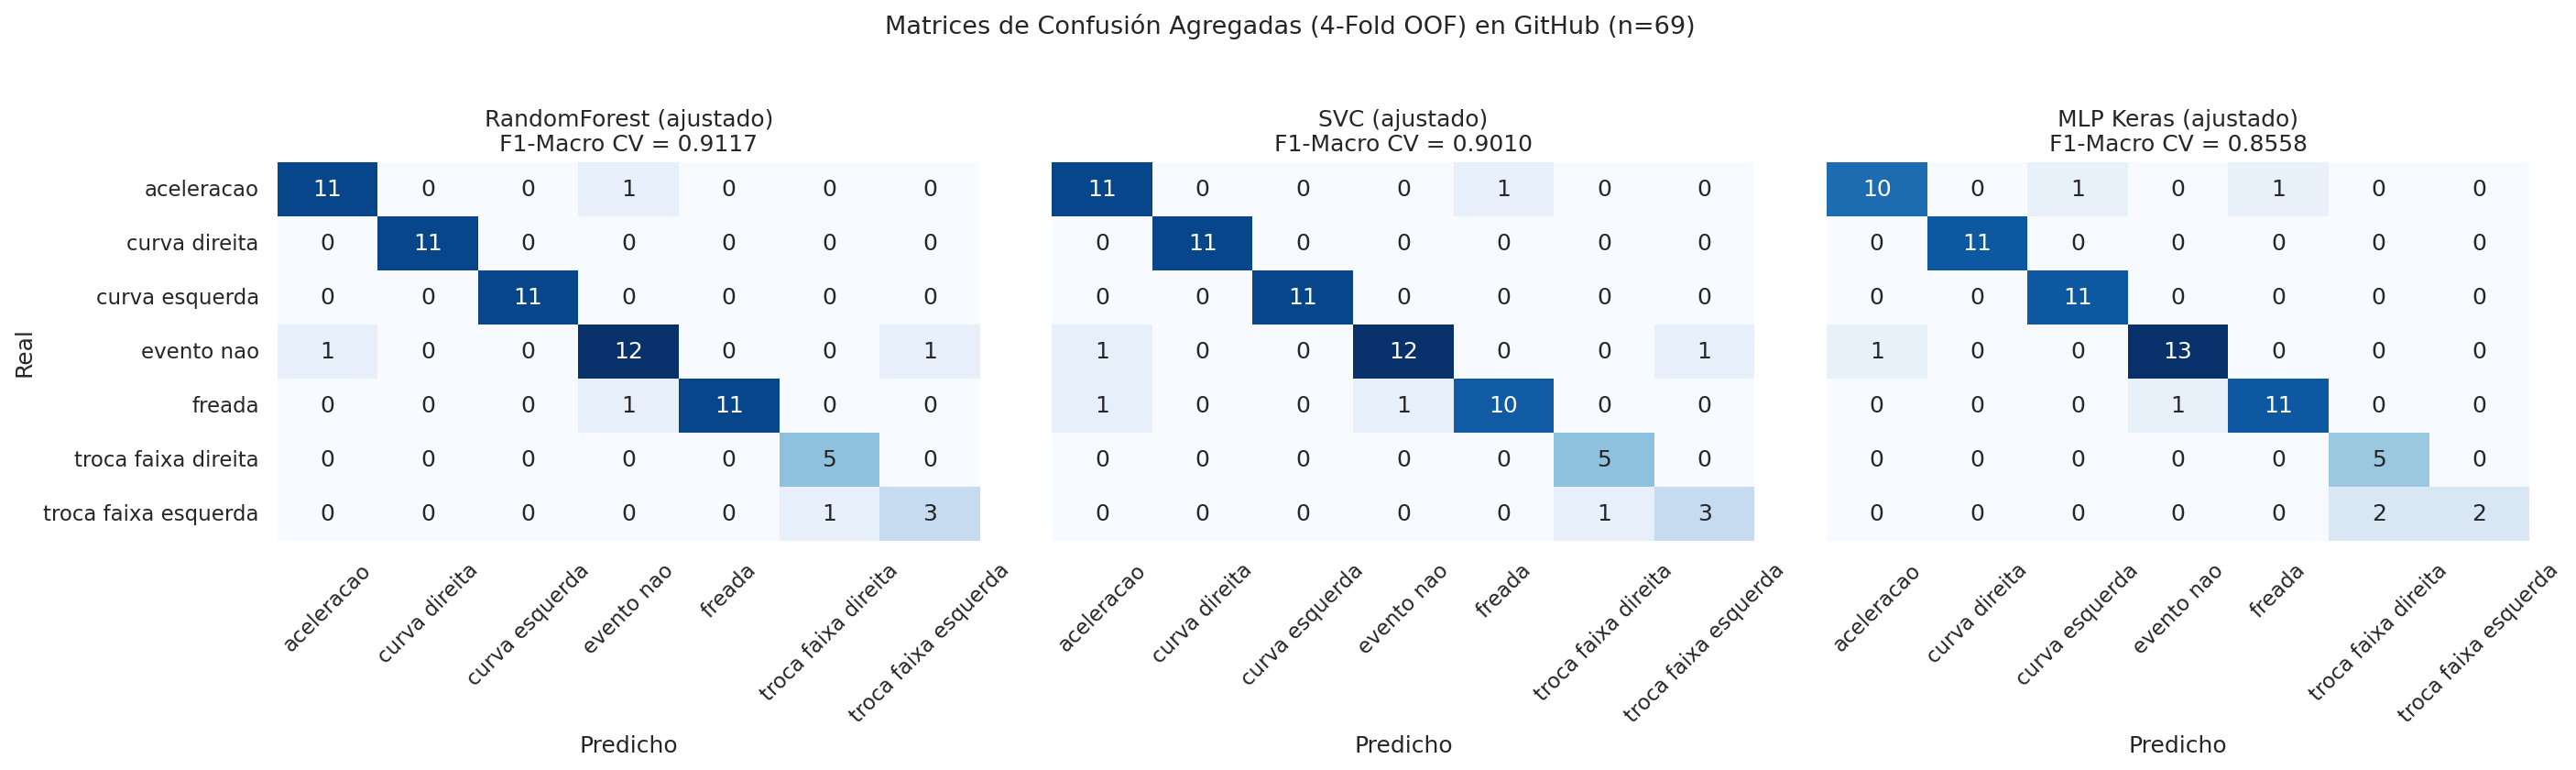 Matrices de Confusión Agregadas (4-Fold OOF) en GitHub (n=69)
RandomForest (ajustado)
F1-Macro CV = 0.9117
Real
aceleracao 11 0 0 1 0 0 0
curva direita 0 11 0 0 0 0 0
curva esquerda 0 0 11 0 0 0 0
evento nao 1 0 0 12 0 0 1
freada 0 0 0 1 11 0 0
troca faixa direita 0 0 0 0 0 5 0
troca faixa esquerda 0 0 0 0 0 1 3
aceleracao
curva direita
curva esquerda
evento nao
freada
troca faixa direita
troca faixa esquerda
Predicho
SVC (ajustado)
F1-Macro CV = 0.9010
11 0 0 0 1 0 0
0 11 0 0 0 0 0
0 0 11 0 0 0 0
1 0 0 12 0 0 1
1 0 0 1 10 0 0
0 0 0 0 0 5 0
0 0 0 0 0 1 3
aceleracao
curva direita
curva esquerda
evento nao
freada
troca faixa direita
troca faixa esquerda
Predicho
MLP Keras (ajustado)
F1-Macro CV = 0.8558
10 0 1 0 1 0 0
0 11 0 0 0 0 0
0 0 11 0 0 0 0
1 0 0 13 0 0 0
0 0 0 1 11 0 0
0 0 0 0 0 5 0
0 0 0 0 0 2 2
aceleracao
curva direita
curva esquerda
evento nao
freada
troca faixa direita
troca faixa esquerda
Predicho